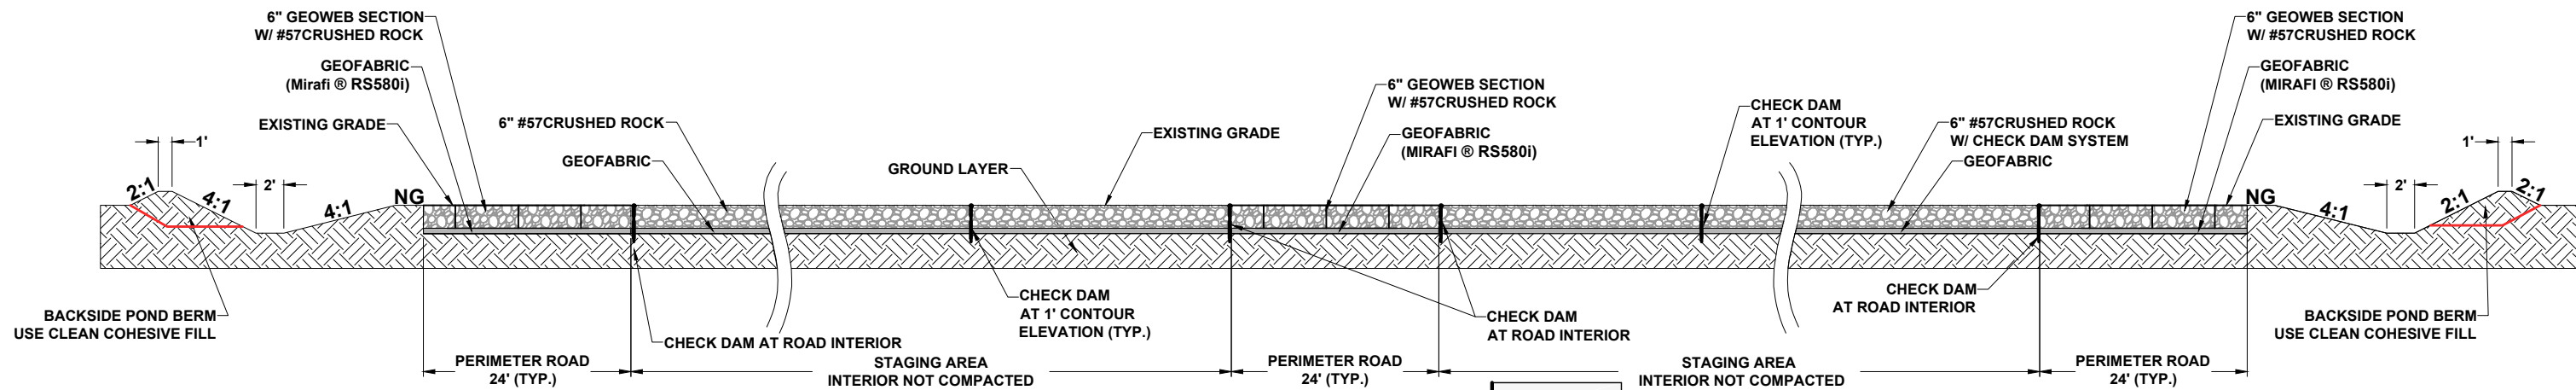 6" GEOWEB SECTION
W/ #57CRUSHED ROCK
GEOFABRIC
(Mirafi ® RS580i)
EXISTING GRADE
6" #57CRUSHED ROCK
GEOFABRIC
GROUND LAYER
EXISTING GRADE
6" GEOWEB SECTION
W/ #57CRUSHED ROCK
GEOFABRIC
(MIRAFI ® RS580i)
CHECK DAM
AT 1' CONTOUR
ELEVATION (TYP.)
6" #57CRUSHED ROCK
W/ CHECK DAM SYSTEM
GEOFABRIC
6" GEOWEB SECTION
W/ #57CRUSHED ROCK
GEOFABRIC
(MIRAFI ® RS580i)
EXISTING GRADE
1'
2:1
4:1
2'
4:1
NG
NG
4:1
2'
2:1
1'
2:1
BACKSIDE POND BERM
USE CLEAN COHESIVE FILL
CHECK DAM AT ROAD INTERIOR
CHECK DAM
AT 1' CONTOUR
ELEVATION (TYP.)
CHECK DAM
AT ROAD INTERIOR
CHECK DAM
AT ROAD INTERIOR
BACKSIDE POND BERM
USE CLEAN COHESIVE FILL
PERIMETER ROAD
24' (TYP.)
STAGING AREA
INTERIOR NOT COMPACTED
PERIMETER ROAD
24' (TYP.)
STAGING AREA
INTERIOR NOT COMPACTED
PERIMETER ROAD
24' (TYP.)